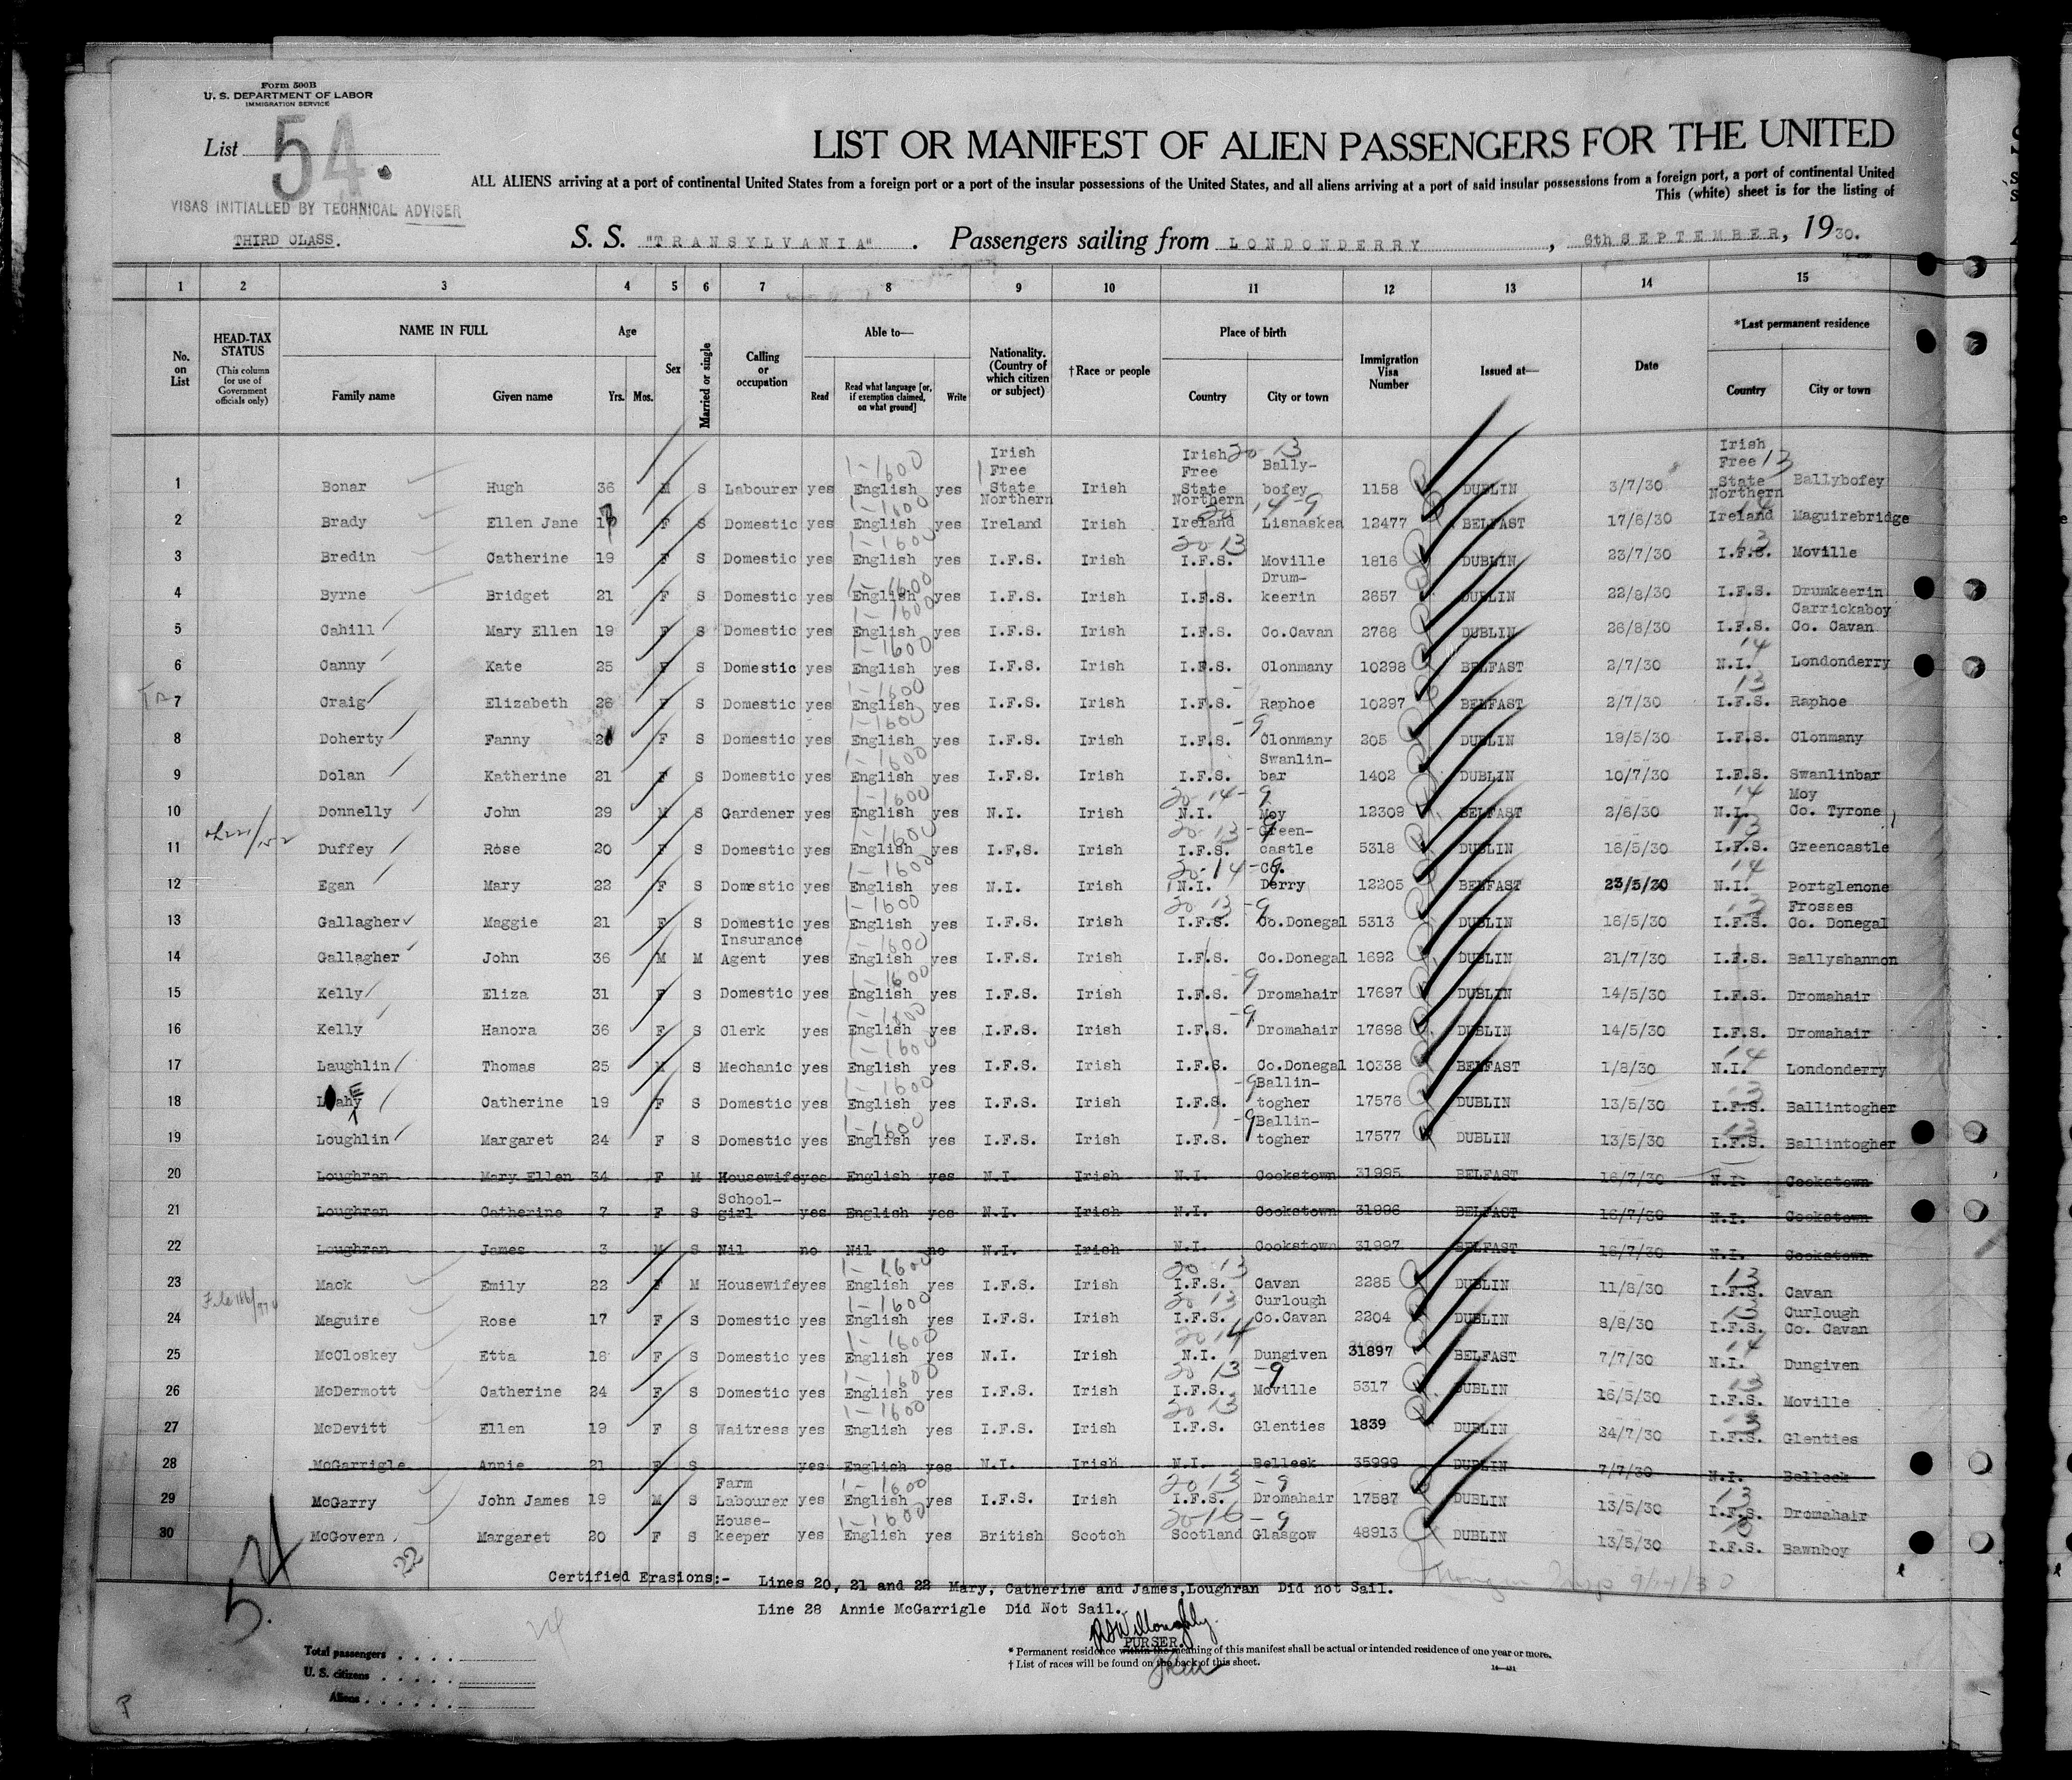 Form 500B
U. S. DEPARTMENT OF LABOR
IMMIGRATION SERVICE
List 54.
VISAS INITIALLED BY TECHNICAL ADVISER
THIRD CLASS.
LIST OR MANIFEST OF ALIEN PASSENGERS FOR THE UNITED
ALL ALIENS arriving at a port of continental United States from a foreign port or a port of the insular possessions of the United States, and all aliens arriving at a port of said insular possessions from a foreign port, a port of continental United
This (white) sheet is for the listing of
S. S. "TRANSYLVANIA" . Passengers sailing from LONDONDERRY , 6th SEPTEMBER, 1930.
1 2 3 4 5 6 7 8 9 10 11 12 13 14 15
No. on List
HEAD-TAX STATUS (This column for use of Government officials only)
NAME IN FULL Family name Given name
Age Yrs. Mos.
Sex
Married or single
Calling or occupation
Able to— Read Read what language [or, if exemption claimed, on what ground] Write
Nationality. (Country of which citizen or subject)
†Race or people
Place of birth Country City or town
Immigration Visa Number
Issued at—
Date
*Last permanent residence Country City or town
1 Bonar Hugh 36 M S Labourer yes English yes Irish Free State Irish Irish Free State Bally-bofey 1158 DUBLIN 3/7/30 Irish Free State Ballybofey
2 Brady Ellen Jane F S Domestic yes English yes Northern Ireland Irish Northern Ireland Lisnaskea 12477 BELFAST 17/6/30 Northern Ireland Maguirebridge
3 Bredin Catherine 19 F S Domestic yes English yes I.F.S. Irish I.F.S. Moville 1816 DUBLIN 23/7/30 I.F.S. Moville
4 Byrne Bridget 21 F S Domestic yes English yes I.F.S. Irish I.F.S. Drum-keerin 2657 DUBLIN 22/8/30 I.F.S. Drumkeerin
5 Cahill Mary Ellen 19 F S Domestic yes English yes I.F.S. Irish I.F.S. Co.Cavan 2768 DUBLIN 26/8/30 I.F.S. Carrickaboy Co. Cavan
6 Canny Kate 25 F S Domestic yes English yes I.F.S. Irish I.F.S. Clonmany 10298 BELFAST 2/7/30 N.I. Londonderry
7 Craig Elizabeth 26 F S Domestic yes English yes I.F.S. Irish I.F.S. Raphoe 10297 BELFAST 2/7/30 I.F.S. Raphoe
8 Doherty Fanny F S Domestic yes English yes I.F.S. Irish I.F.S. Clonmany 205 DUBLIN 19/5/30 I.F.S. Clonmany
9 Dolan Katherine 21 F S Domestic yes English yes I.F.S. Irish I.F.S. Swanlin-bar 1402 DUBLIN 10/7/30 I.F.S. Swanlinbar
10 Donnelly John 29 M S Gardener yes English yes N.I. Irish N.I. Moy 12309 BELFAST 2/6/30 N.I. Moy Co. Tyrone
11 Duffey Rose 20 F S Domestic yes English yes I.F.S. Irish I.F.S. Green-castle 5318 DUBLIN 16/5/30 I.F.S. Greencastle
12 Egan Mary 22 F S Domestic yes English yes N.I. Irish N.I. Co. Derry 12205 BELFAST 23/5/30 N.I. Portglenone
13 Gallagher Maggie 21 F S Domestic yes English yes I.F.S. Irish I.F.S. Co.Donegal 5313 DUBLIN 16/5/30 I.F.S. Frosses Co. Donegal
14 Gallagher John 36 M M Insurance Agent yes English yes I.F.S. Irish I.F.S. Co.Donegal 1692 DUBLIN 21/7/30 I.F.S. Ballyshannon
15 Kelly Eliza 31 F S Domestic yes English yes I.F.S. Irish I.F.S. Dromahair 17697 DUBLIN 14/5/30 I.F.S. Dromahair
16 Kelly Hanora 36 F S Clerk yes English yes I.F.S. Irish I.F.S. Dromahair 17698 DUBLIN 14/5/30 I.F.S. Dromahair
17 Laughlin Thomas 25 M S Mechanic yes English yes I.F.S. Irish I.F.S. Co.Donegal 10338 BELFAST 1/8/30 N.I. Londonderry
18 Leahy Catherine 19 F S Domestic yes English yes I.F.S. Irish I.F.S. Ballin-togher 17576 DUBLIN 13/5/30 I.F.S. Ballintogher
19 Loughlin Margaret 24 F S Domestic yes English yes I.F.S. Irish I.F.S. Ballin-togher 17577 DUBLIN 13/5/30 I.F.S. Ballintogher
20 Loughran Mary Ellen 34 F M Housewife yes English yes N.I. Irish N.I. Cookstown 31995 BELFAST 16/7/30 N.I. Cookstown
21 Loughran Catherine 7 F S School-girl yes English yes N.I. Irish N.I. Cookstown 31996 BELFAST 16/7/30 N.I. Cookstown
22 Loughran James 3 M S Nil no Nil no N.I. Irish N.I. Cookstown 31997 BELFAST 16/7/30 N.I. Cookstown
23 Mack Emily 22 F M Housewife yes English yes I.F.S. Irish I.F.S. Cavan 2285 DUBLIN 11/8/30 I.F.S. Cavan
24 Maguire Rose 17 F S Domestic yes English yes I.F.S. Irish I.F.S. Curlough Co.Cavan 2204 DUBLIN 8/8/30 I.F.S. Curlough Co. Cavan
25 McCloskey Etta 18 F S Domestic yes English yes N.I. Irish N.I. Dungiven 31897 BELFAST 7/7/30 N.I. Dungiven
26 McDermott Catherine 24 F S Domestic yes English yes I.F.S. Irish I.F.S. Moville 5317 DUBLIN 16/5/30 I.F.S. Moville
27 McDevitt Ellen 19 F S Waitress yes English yes I.F.S. Irish I.F.S. Glenties 1839 DUBLIN 24/7/30 I.F.S. Glenties
28 McGarrigle Annie 21 F S yes English yes N.I. Irish N.I. Belleek 35999 DUBLIN 7/7/30 N.I. Belleek
29 McGarry John James 19 M S Farm Labourer yes English yes I.F.S. Irish I.F.S. Dromahair 17587 DUBLIN 13/5/30 I.F.S. Dromahair
30 McGovern Margaret 20 F S House-keeper yes English yes British Scotch Scotland Glasgow 48913 DUBLIN 13/5/30 I.F.S. Bawnboy
22
54
Certified Erasions:- Lines 20, 21 and 22 Mary, Catherine and James,Loughran Did not Sail.
Line 28 Annie McGarrigle Did Not Sail.
PURSER.
Total passengers
U. S. citizens
Aliens
* Permanent residence within the meaning of this manifest shall be actual or intended residence of one year or more.
† List of races will be found on the back of this sheet.